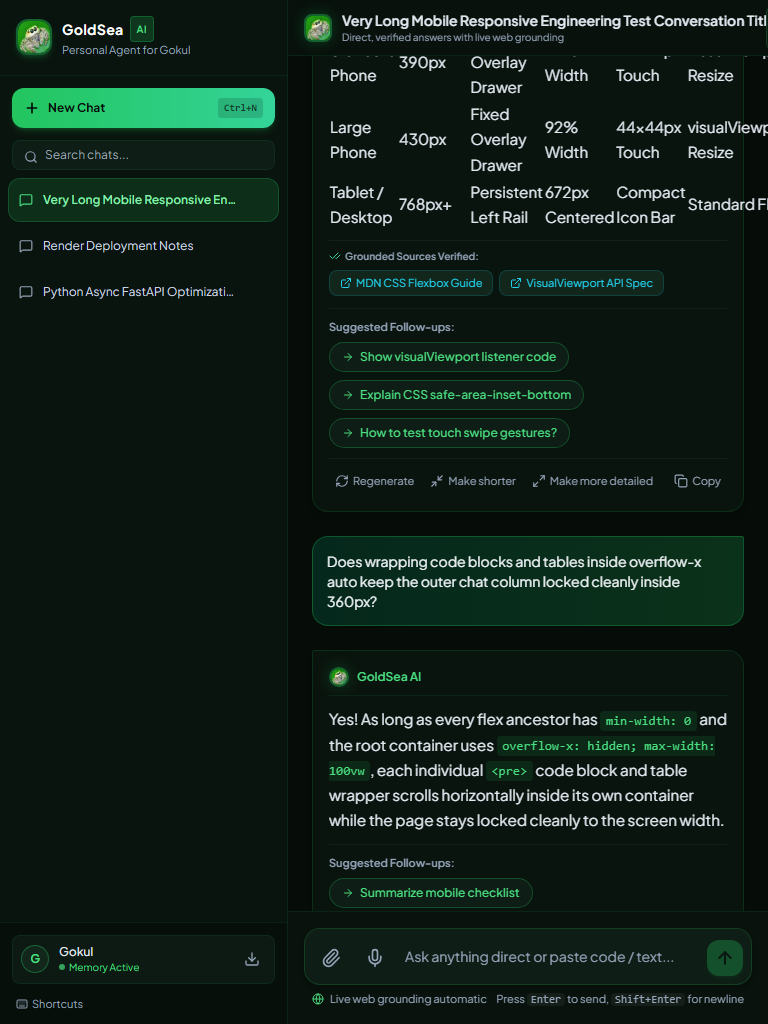 GoldSea AI
Personal Agent for Gokul
New Chat Ctrl+N
Search chats...
Very Long Mobile Responsive En...
Render Deployment Notes
Python Async FastAPI Optimizati...
Gokul
Memory Active
G
Shortcuts
Very Long Mobile Responsive Engineering Test Conversation Titl
Direct, verified answers with live web grounding
Phone 390px Overlay Drawer Width Touch Resize
Large Phone 430px Fixed Overlay Drawer 92% Width 44×44px Touch visualViewp Resize
Tablet / Desktop 768px+ Persistent Left Rail 672px Centered Compact Icon Bar Standard Fl
Grounded Sources Verified:
MDN CSS Flexbox Guide VisualViewport API Spec
Suggested Follow-ups:
Show visualViewport listener code
Explain CSS safe-area-inset-bottom
How to test touch swipe gestures?
Regenerate Make shorter Make more detailed Copy
Does wrapping code blocks and tables inside overflow-x
auto keep the outer chat column locked cleanly inside
360px?
GoldSea AI
Yes! As long as every flex ancestor has min-width: 0 and
the root container uses overflow-x: hidden; max-width:
100vw , each individual <pre> code block and table
wrapper scrolls horizontally inside its own container
while the page stays locked cleanly to the screen width.
Suggested Follow-ups:
Summarize mobile checklist
Ask anything direct or paste code / text...
Live web grounding automatic Press Enter to send, Shift+Enter for newline